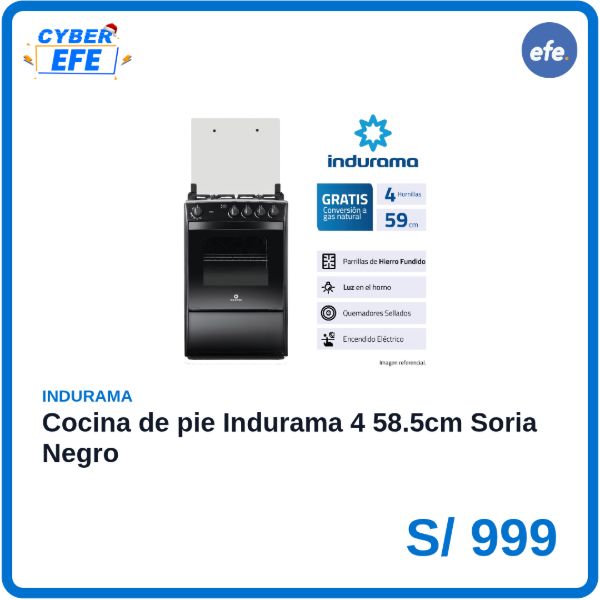 CYBER
EFE
efe.
indurama
GRATIS
Conversión a
gas natural
4 Hornillas
59 cm
Parrillas de Hierro Fundido
Luz en el horno
Quemadores Sellados
Encendido Eléctrico
Imagen referencial.
INDURAMA
Cocina de pie Indurama 4 58.5cm Soria
Negro
S/ 999